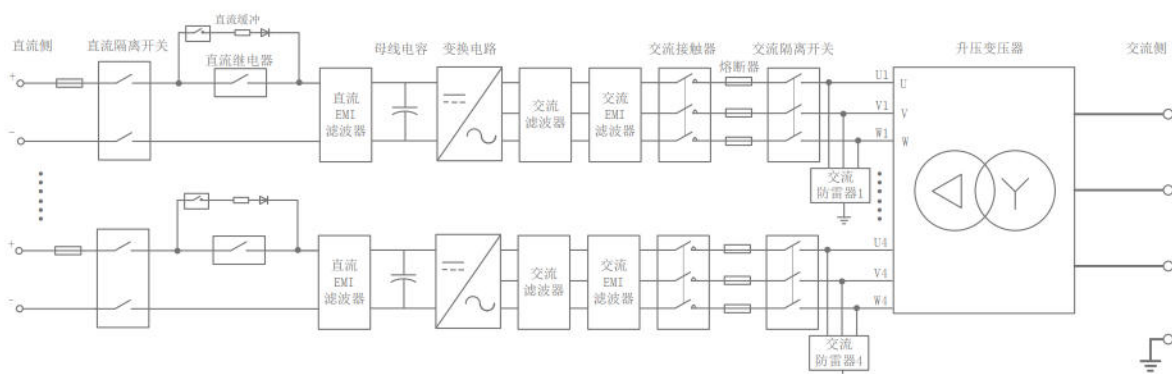 直流缓冲
直流侧
直流隔离开关
直流继电器
母线电容
变换电路
交流接触器
熔断器
交流隔离开关
升压变压器
交流侧
+
-
直流
EMI
滤波器
交流
滤波器
交流
EMI
滤波器
U1
V1
W1
U
V
W
交流
防雷器1
+
-
直流
EMI
滤波器
交流
滤波器
交流
EMI
滤波器
U4
V4
W4
交流
防雷器4